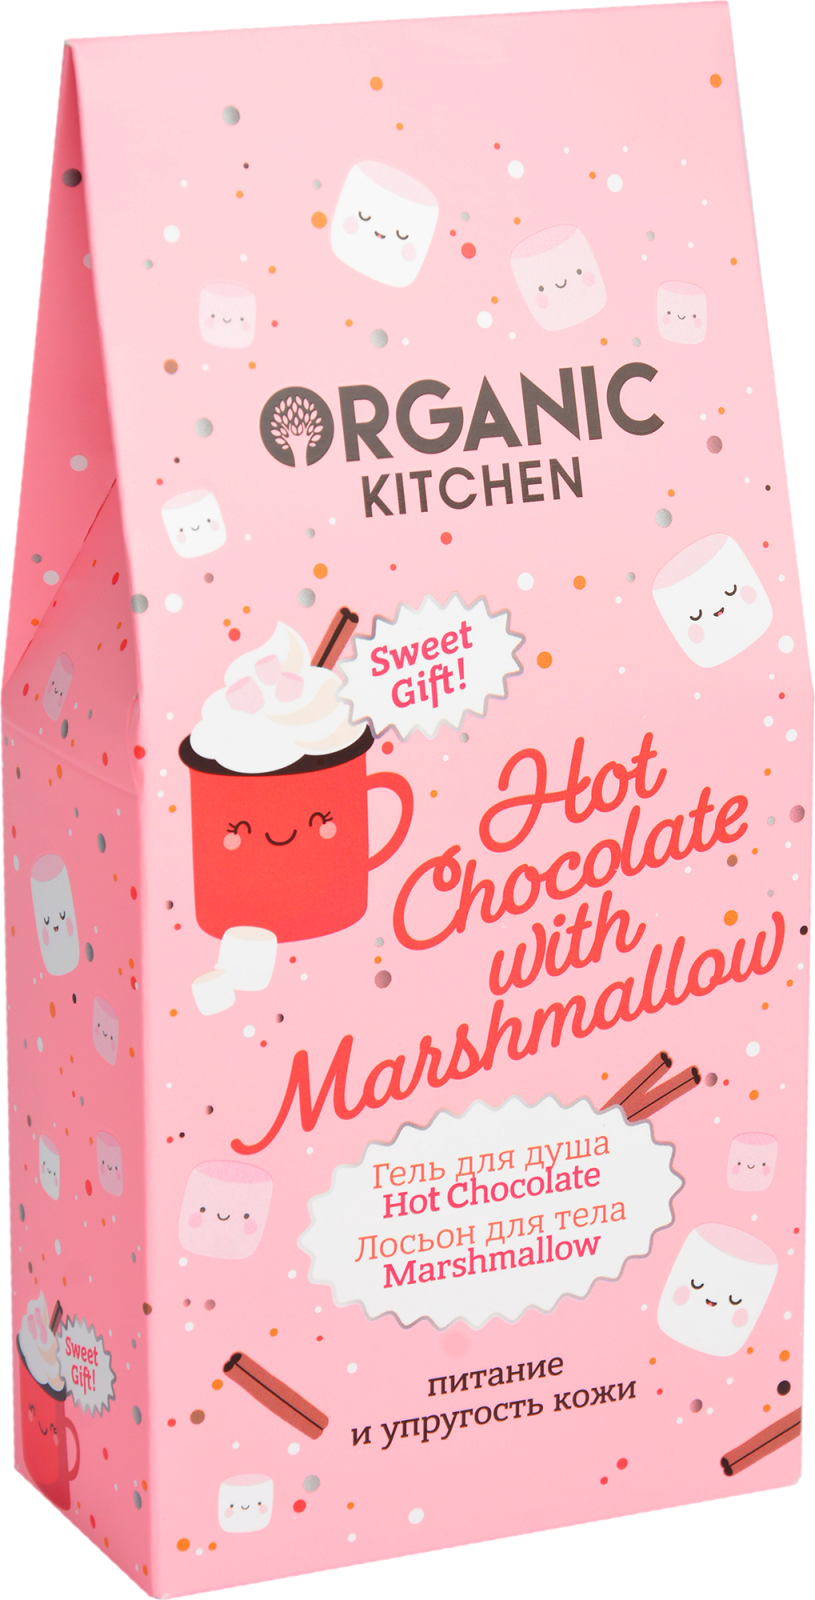 ORGANIC
KITCHEN
Sweet
Gift!
Hot
Chocolate
with
Marshmallow
Гель для душа
Hot Chocolate
Лосьон для тела
Marshmallow
питание
и упругость кожи
Sweet
Gift!